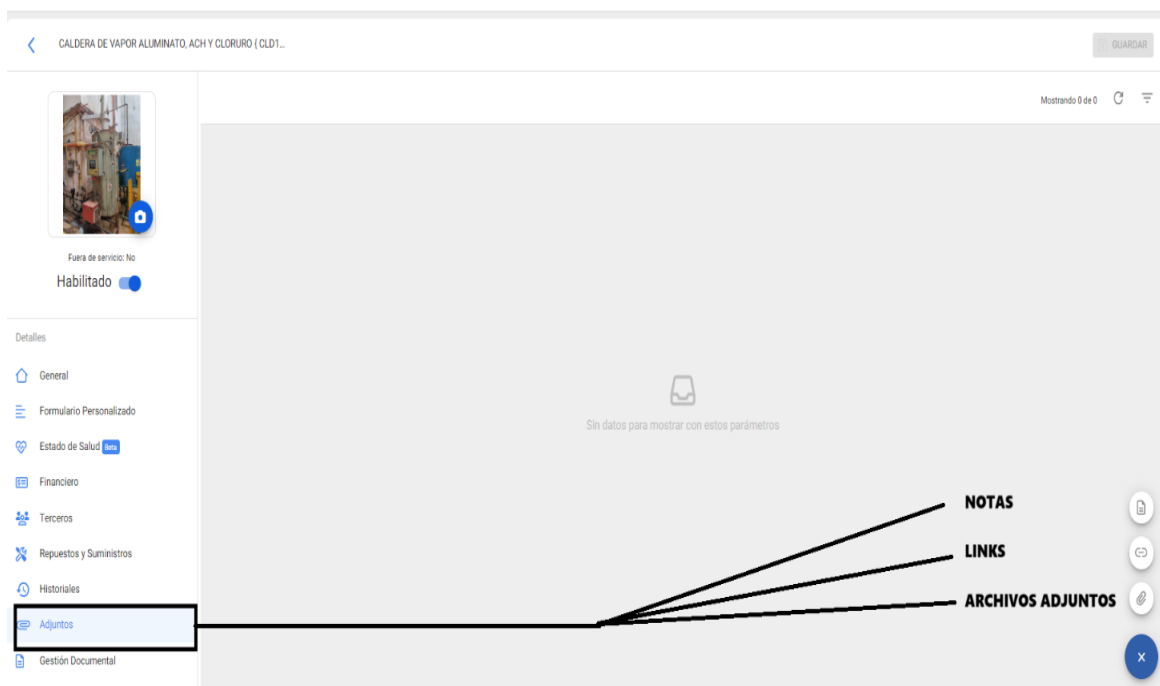 CALDERA DE VAPOR ALUMINATO, ACH Y CLORURO ( CLD1...
GUARDAR
Mostrando 0 de 0
Fuera de servicio: No
Habilitado
Detalles
General
Formulario Personalizado
Estado de Salud Beta
Financiero
Terceros
Repuestos y Suministros
Historiales
Adjuntos
Gestión Documental
Sin datos para mostrar con estos parámetros
NOTAS
LINKS
ARCHIVOS ADJUNTOS